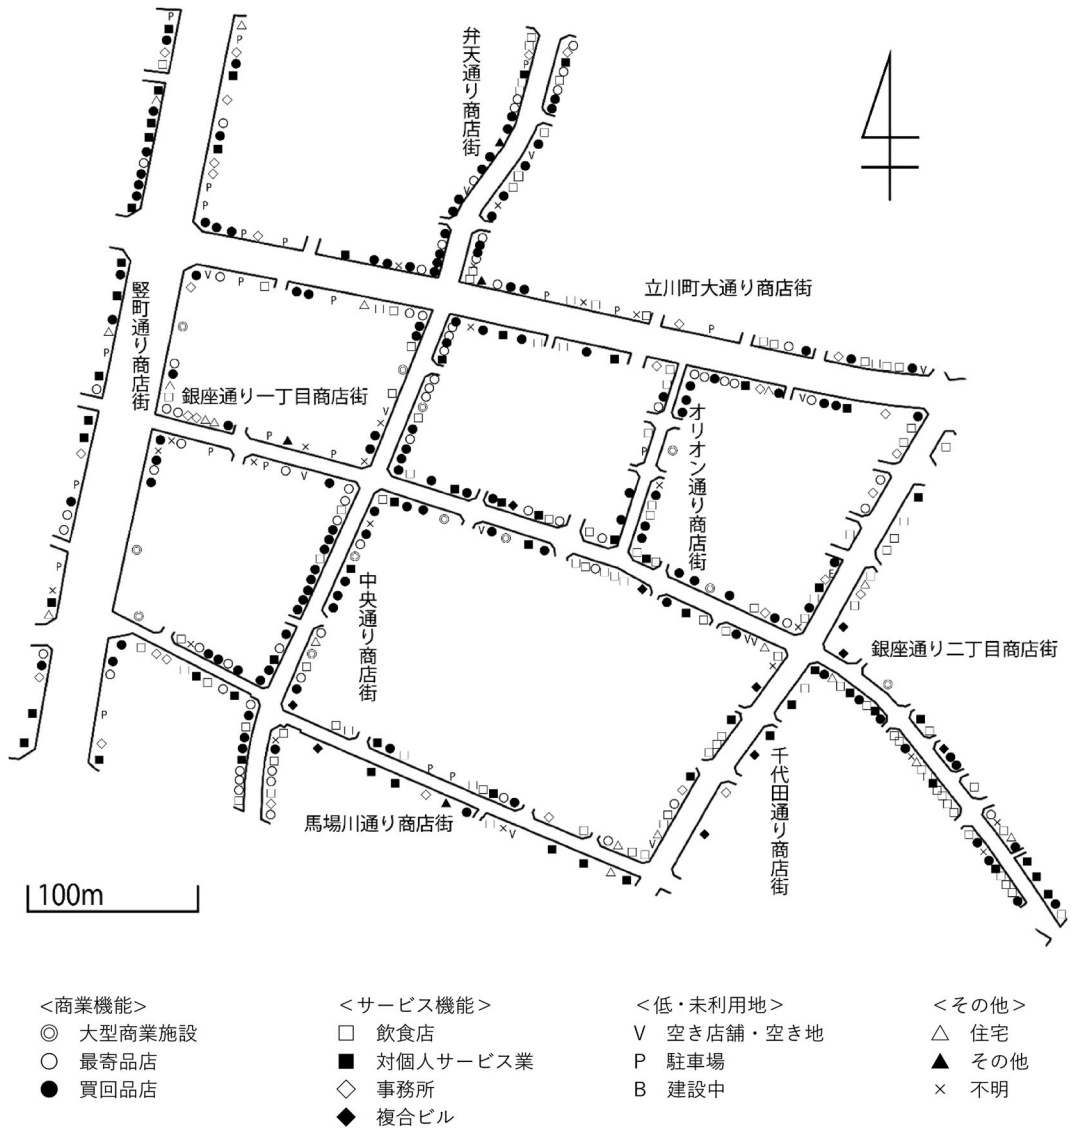 弁天通り商店街
立川町大通り商店街
竪町通り商店街
銀座通り一丁目商店街
オリオン通り商店街
中央通り商店街
銀座通り二丁目商店街
千代田通り商店街
馬場川通り商店街
100m
<商業機能>
◎ 大型商業施設
○ 最寄品店
● 買回品店
<サービス機能>
□ 飲食店
■ 対個人サービス業
◇ 事務所
◆ 複合ビル
<低・未利用地>
V 空き店舗・空き地
P 駐車場
B 建設中
<その他>
△ 住宅
▲ その他
× 不明